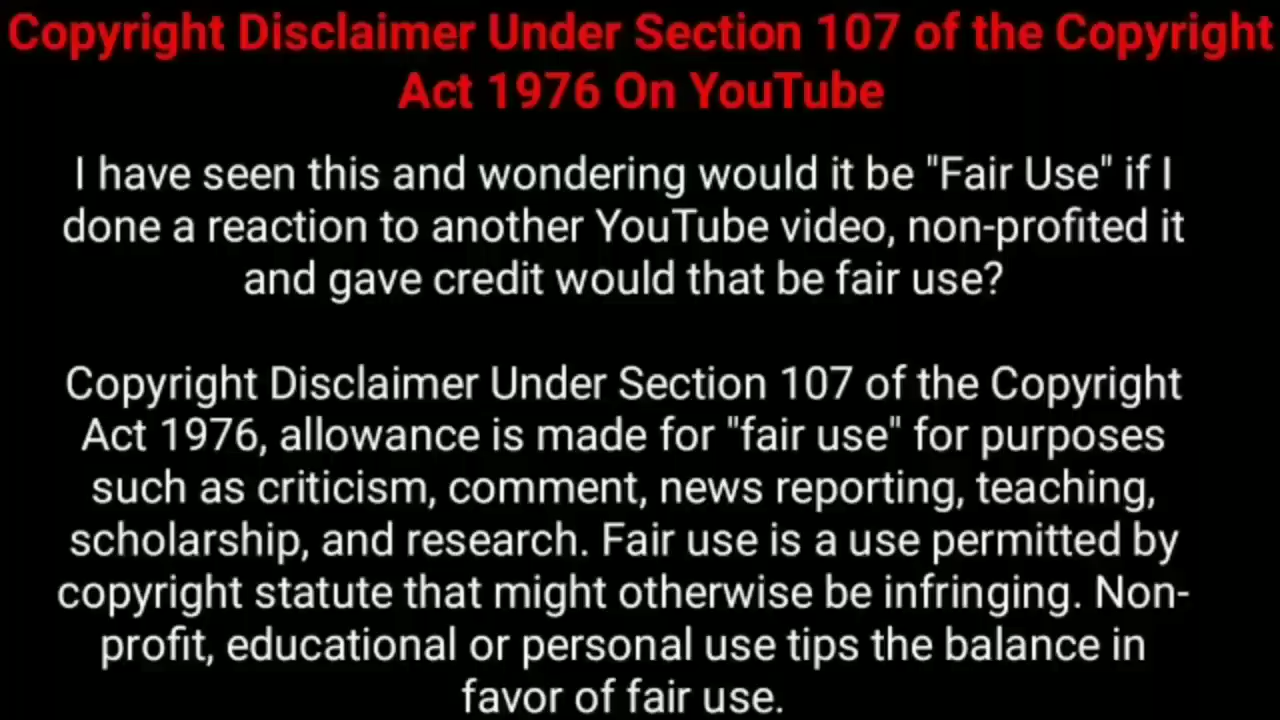 Copyright Disclaimer Under Section 107 of the Copyright
Act 1976 On YouTube
I have seen this and wondering would it be "Fair Use" if I
done a reaction to another YouTube video, non-profited it
and gave credit would that be fair use?
Copyright Disclaimer Under Section 107 of the Copyright
Act 1976, allowance is made for "fair use" for purposes
such as criticism, comment, news reporting, teaching,
scholarship, and research. Fair use is a use permitted by
copyright statute that might otherwise be infringing. Non-
profit, educational or personal use tips the balance in
favor of fair use.